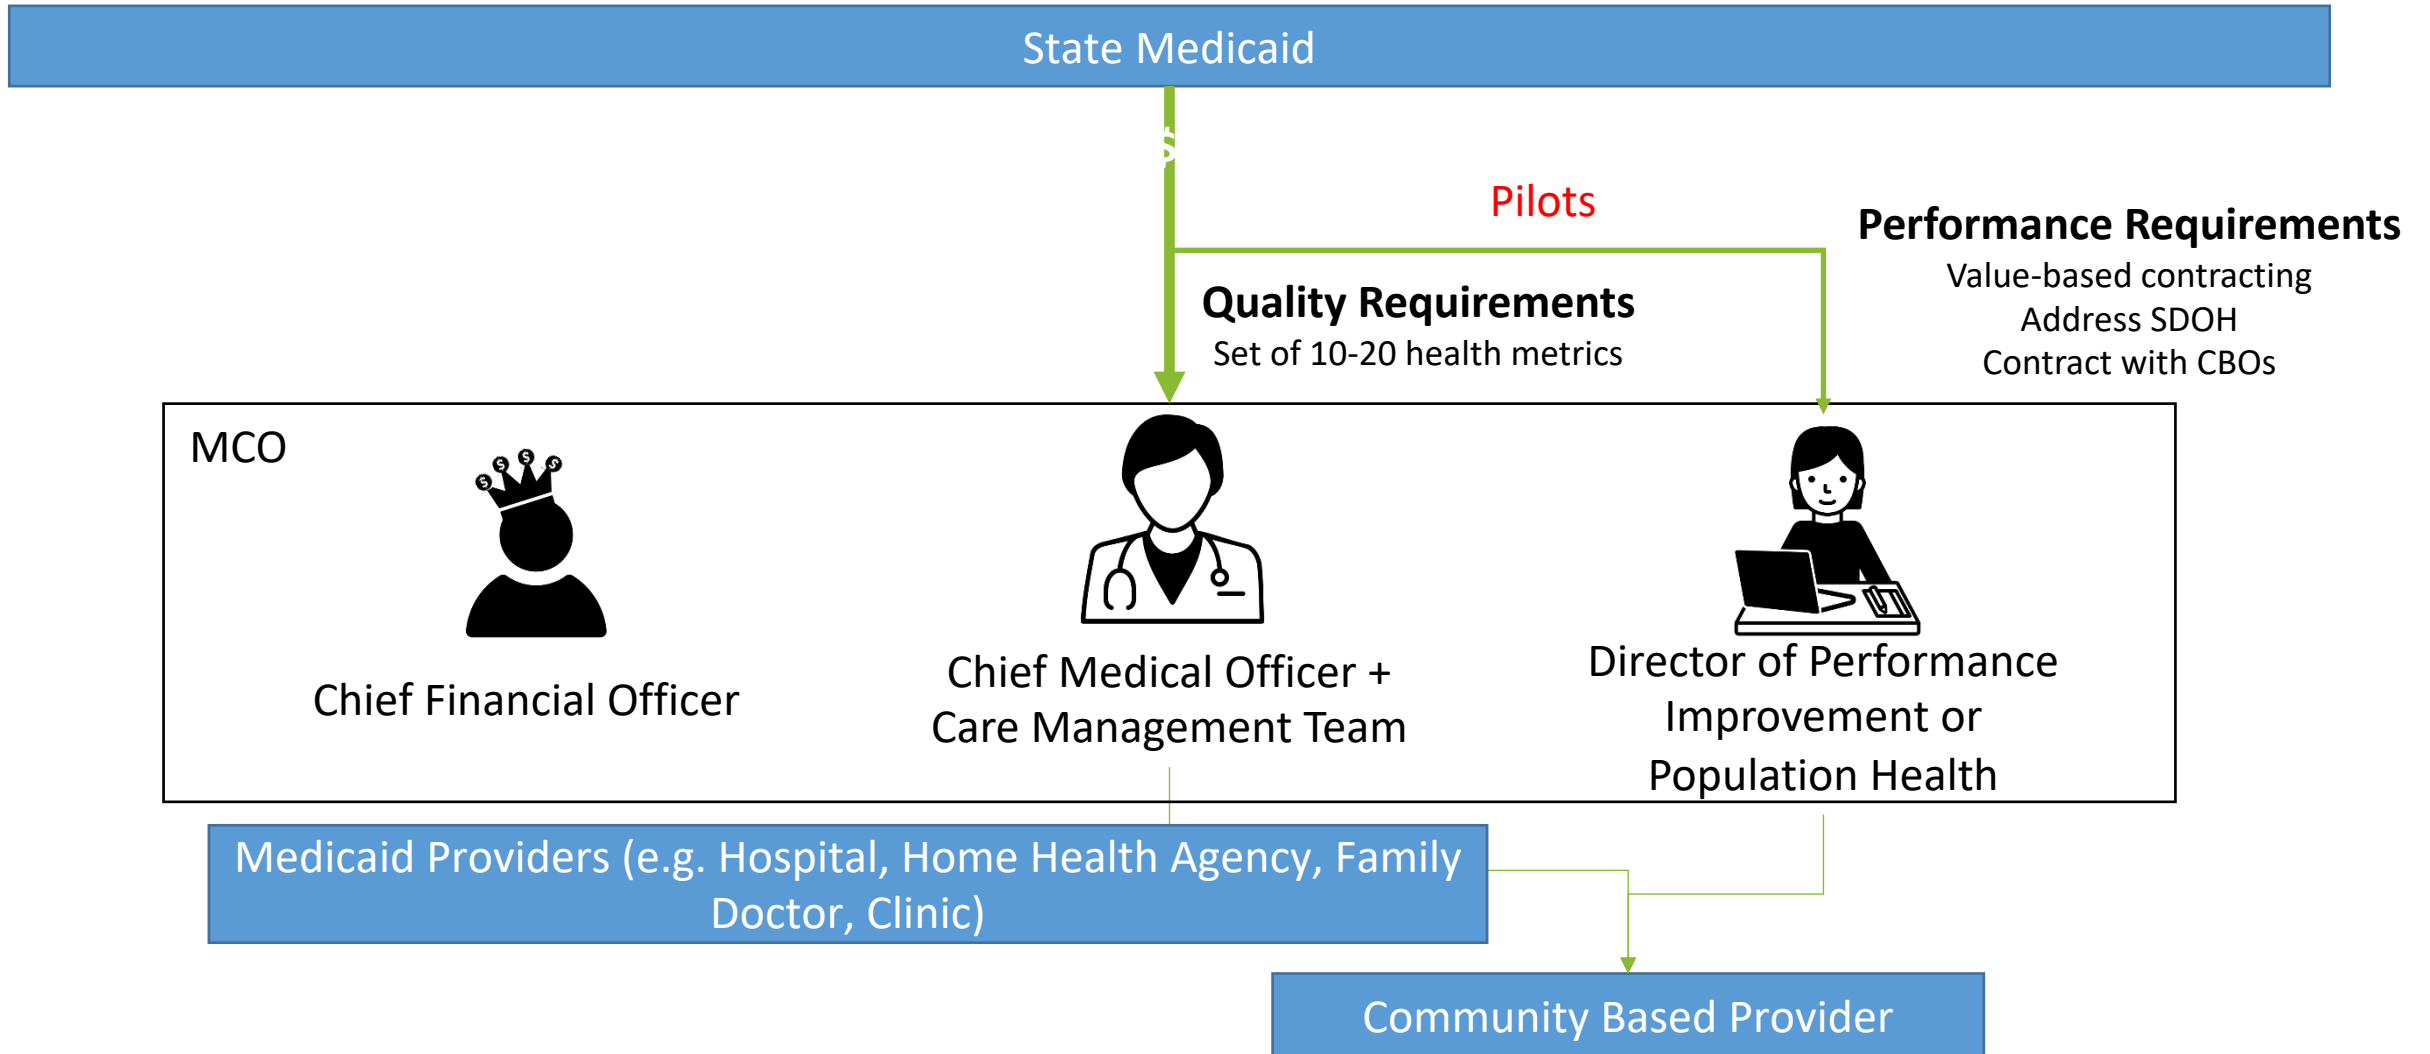 State Medicaid
$
Pilots
Performance Requirements
Value-based contracting
Address SDOH
Contract with CBOs
Quality Requirements
Set of 10-20 health metrics
MCO
$ $ $ $ $
Chief Financial Officer
Chief Medical Officer +
Care Management Team
Director of Performance
Improvement or
Population Health
Medicaid Providers (e.g. Hospital, Home Health Agency, Family
Doctor, Clinic)
Community Based Provider